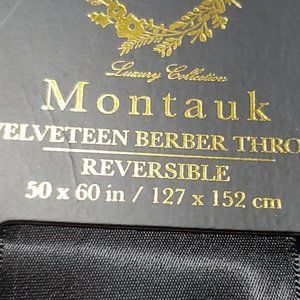 Luxury Collection
Montauk
VELVETEEN BERBER THRO
REVERSIBLE
50 x 60 in / 127 x 152 cm